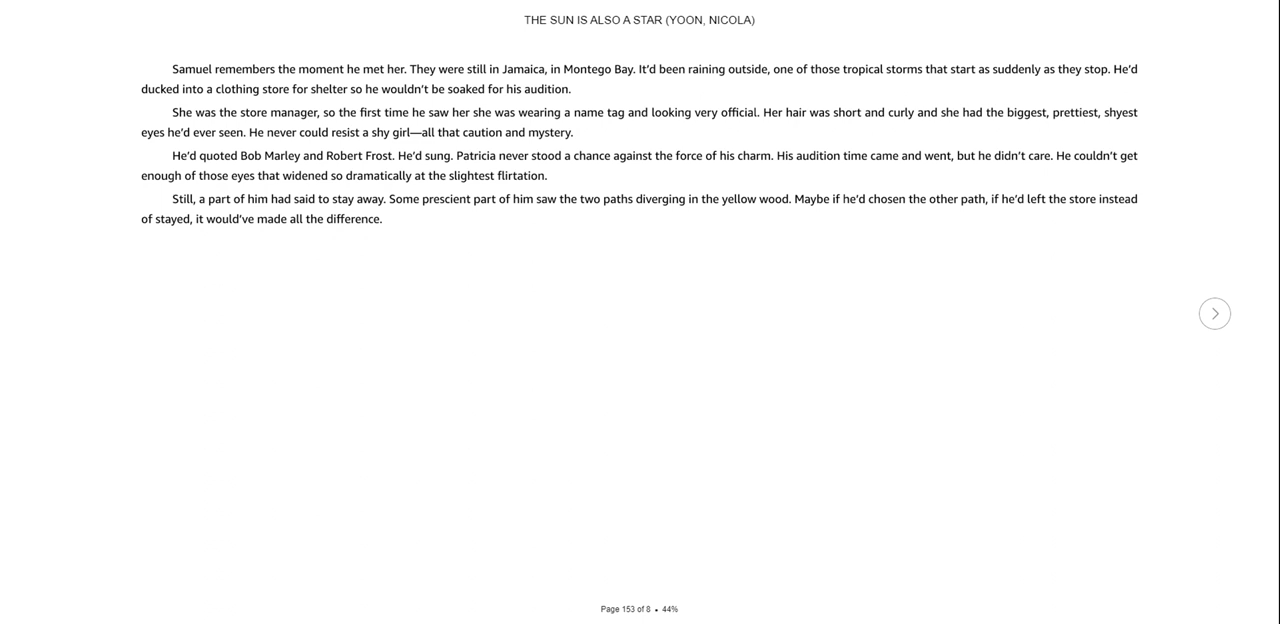 THE SUN IS ALSO A STAR (YOON, NICOLA)
Samuel remembers the moment he met her. They were still in Jamaica, in Montego Bay. It’d been raining outside, one of those tropical storms that start as suddenly as they stop. He’d
ducked into a clothing store for shelter so he wouldn’t be soaked for his audition.
She was the store manager, so the first time he saw her she was wearing a name tag and looking very official. Her hair was short and curly and she had the biggest, prettiest, shyest
eyes he’d ever seen. He never could resist a shy girl—all that caution and mystery.
He’d quoted Bob Marley and Robert Frost. He’d sung. Patricia never stood a chance against the force of his charm. His audition time came and went, but he didn’t care. He couldn’t get
enough of those eyes that widened so dramatically at the slightest flirtation.
Still, a part of him had said to stay away. Some prescient part of him saw the two paths diverging in the yellow wood. Maybe if he’d chosen the other path, if he’d left the store instead
of stayed, it would’ve made all the difference.
Page 153 of 8 • 44%